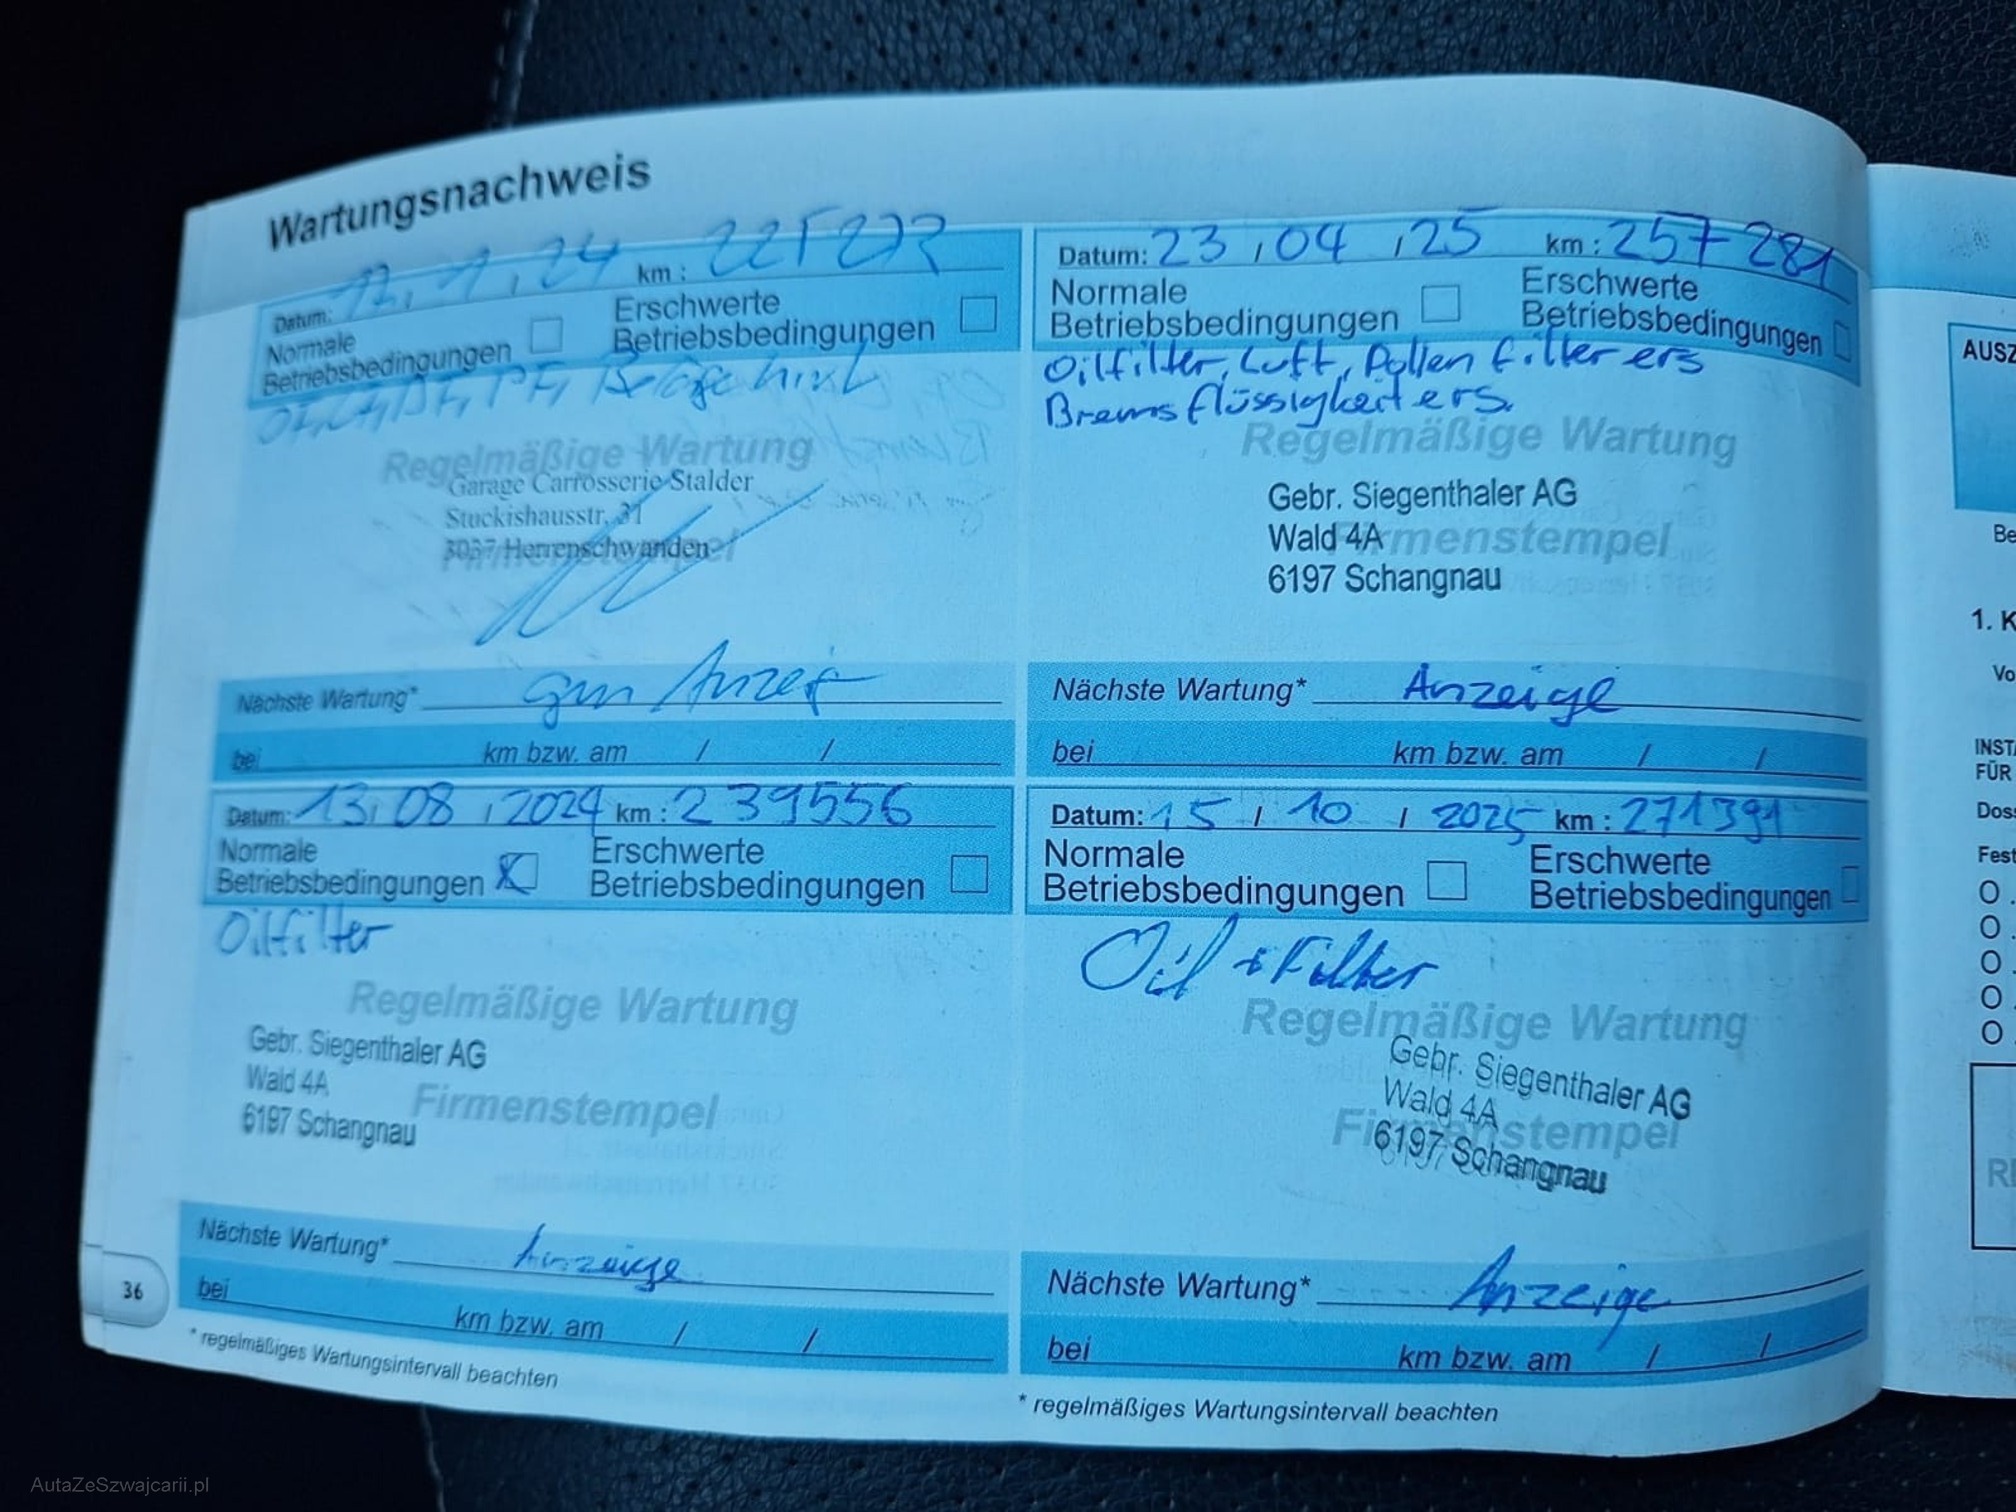 Wartungsnachweis
Datum: 17, 1, 24 km :
Normale Betriebsbedingungen
Erschwerte Betriebsbedingungen
Regelmäßige Wartung
Garage Carrosserie Stalder
Stuckishausstr. 31
3037 Herrenschwanden
Nächste Wartung*
bei km bzw. am / /
Datum: 13, 08 , 2024 km : 239556
Normale
Betriebsbedingungen X
Erschwerte
Betriebsbedingungen
Oilfilter
Regelmäßige Wartung
Firmenstempel
Gebr. Siegenthaler AG
Wald 4A
6197 Schangnau
Nächste Wartung* Anzeige
bei km bzw. am / /
* regelmäßiges Wartungsintervall beachten
36
Datum: 23 , 04 , 25 km : 257281
Normale
Betriebsbedingungen
Erschwerte
Betriebsbedingungen
Oilfilter, Luft, Pollen filter ers
Bremsflüssigkeit ers.
Regelmäßige Wartung
Gebr. Siegenthaler AG
Wald 4A
Firmenstempel
6197 Schangnau
Nächste Wartung* Anzeige
bei km bzw. am / /
Datum: 15 / 10 / 2025 km : 271391
Normale
Betriebsbedingungen
Erschwerte
Betriebsbedingungen
Oil + Filter
Regelmäßige Wartung
Gebr. Siegenthaler AG
Wald 4A
Firmenstempel
6197 Schangnau
Nächste Wartung* Anzeige
bei km bzw. am / /
* regelmäßiges Wartungsintervall beachten
1.
FÜR
AutaZeSzwajcarii.pl